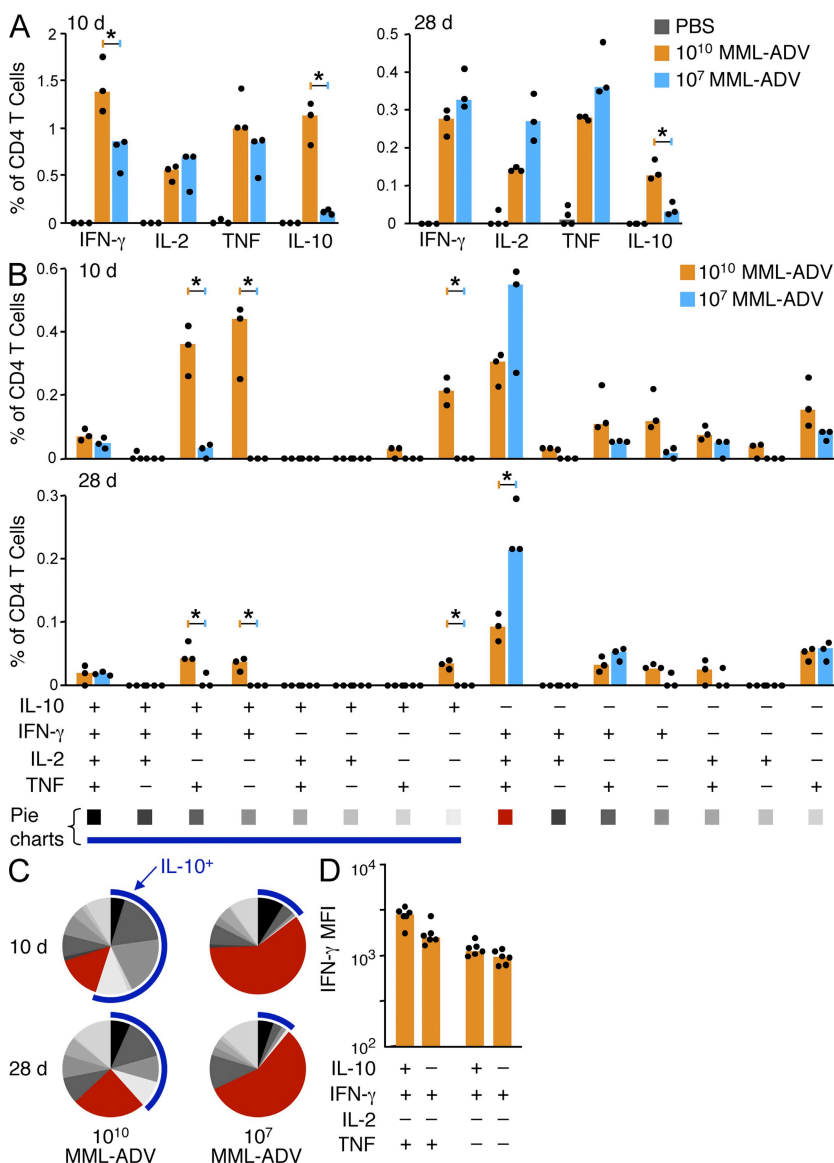 A
10 d
28 d
PBS
10¹⁰ MML-ADV
10⁷ MML-ADV
% of CD4 T Cells
2
1.5
1
0.5
0
*
*
IFN-γ IL-2 TNF IL-10
% of CD4 T Cells
0.5
0.4
0.3
0.2
0.1
0
*
IFN-γ IL-2 TNF IL-10
B
10 d
10¹⁰ MML-ADV
10⁷ MML-ADV
% of CD4 T Cells
0.6
0.4
0.2
0
* * *
28 d
% of CD4 T Cells
0.3
0.2
0.1
0
* * * *
IL-10 + + + + + + + + – – – – – – –
IFN-γ + + + + – – – – + + + + – – –
IL-2 + + – – + + – – + + – – + + –
TNF + – + – + – + – + – + – + – +
Pie
charts
C
IL-10⁺
10 d
28 d
10¹⁰
MML-ADV
10⁷
MML-ADV
D
IFN-γ MFI
10⁴
10³
10²
IL-10 + – + –
IFN-γ + + + +
IL-2 – – – –
TNF + + – –